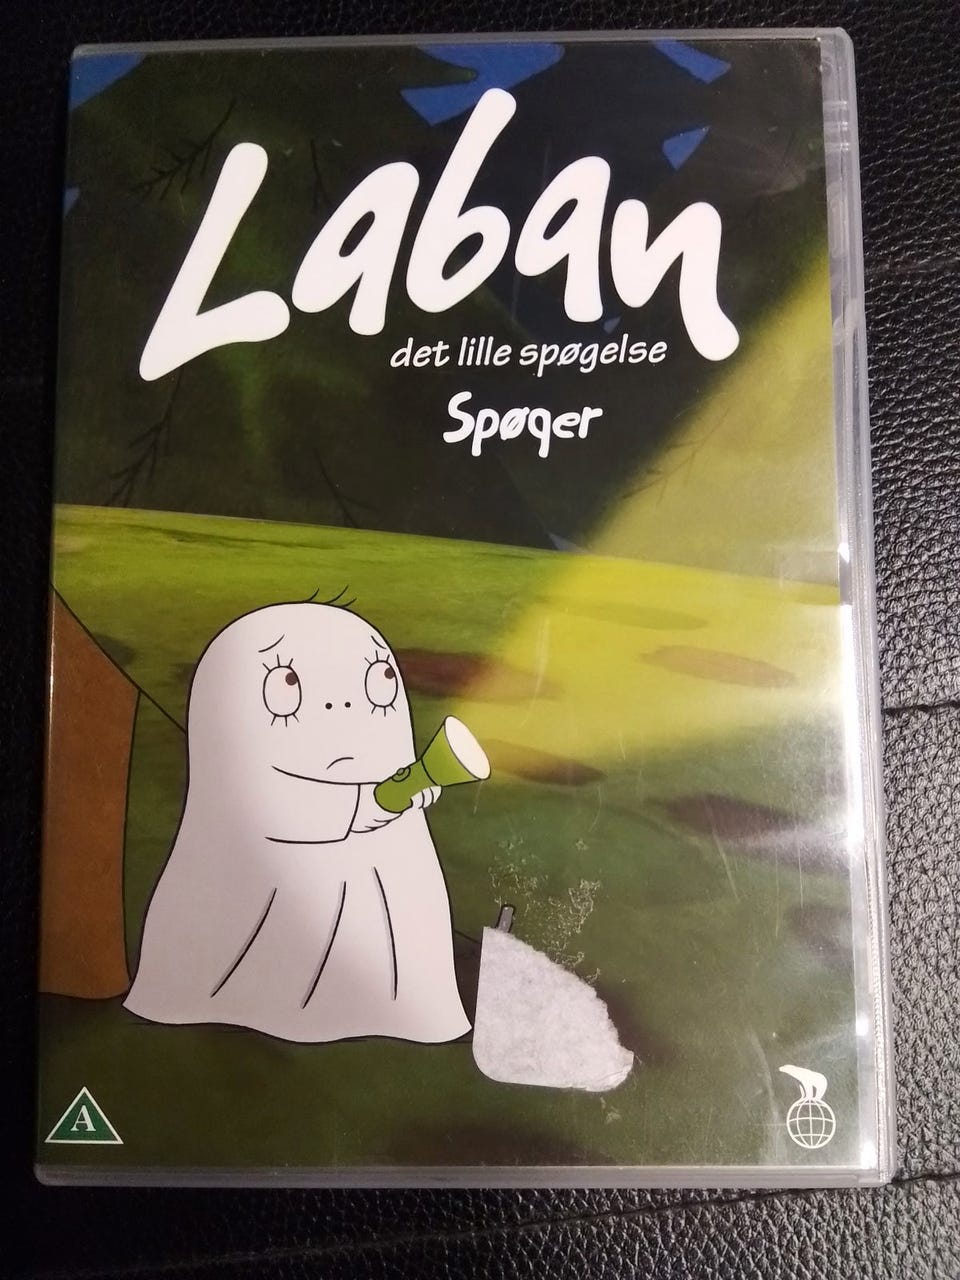 Laban
det lille spøgelse
Spøger
A